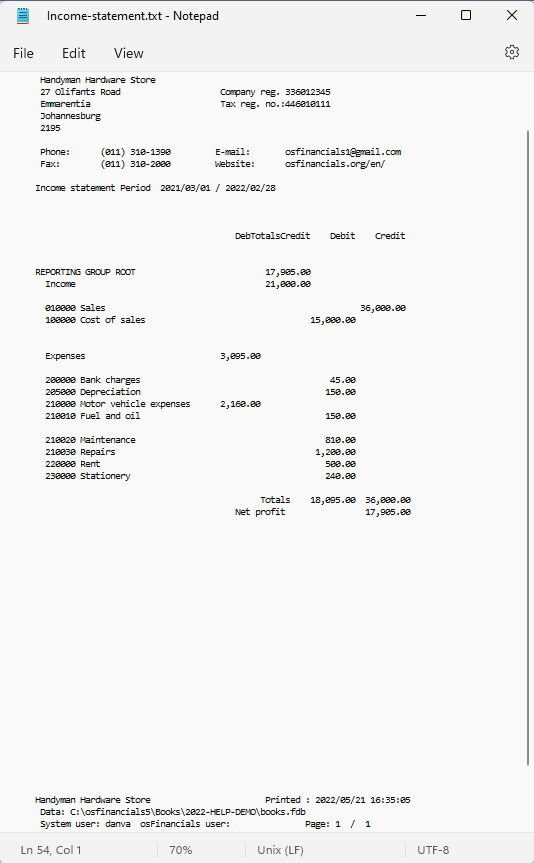 Income-statement.txt - Notepad
File Edit View
Handyman Hardware Store
27 Olifants Road Company reg. 336012345
Emmarentia Tax reg. no.:446010111
Johannesburg
2195
Phone: (011) 310-1390 E-mail: osfinancials1@gmail.com
Fax: (011) 310-2000 Website: osfinancials.org/en/
Income statement Period 2021/03/01 / 2022/02/28
DebTotalsCredit Debit Credit
REPORTING GROUP ROOT 17,905.00
Income 21,000.00
010000 Sales 36,000.00
100000 Cost of sales 15,000.00
Expenses 3,095.00
200000 Bank charges 45.00
205000 Depreciation 150.00
210000 Motor vehicle expenses 2,160.00
210010 Fuel and oil 150.00
210020 Maintenance 810.00
210030 Repairs 1,200.00
220000 Rent 500.00
230000 Stationery 240.00
Totals 18,095.00 36,000.00
Net profit 17,905.00
Handyman Hardware Store Printed : 2022/05/21 16:35:05
Data: C:\osfinancials5\Books\2022-HELP-DEMO\books.fdb
System user: danva osFinancials user: Page: 1 / 1
Ln 54, Col 1 70% Unix (LF) UTF-8